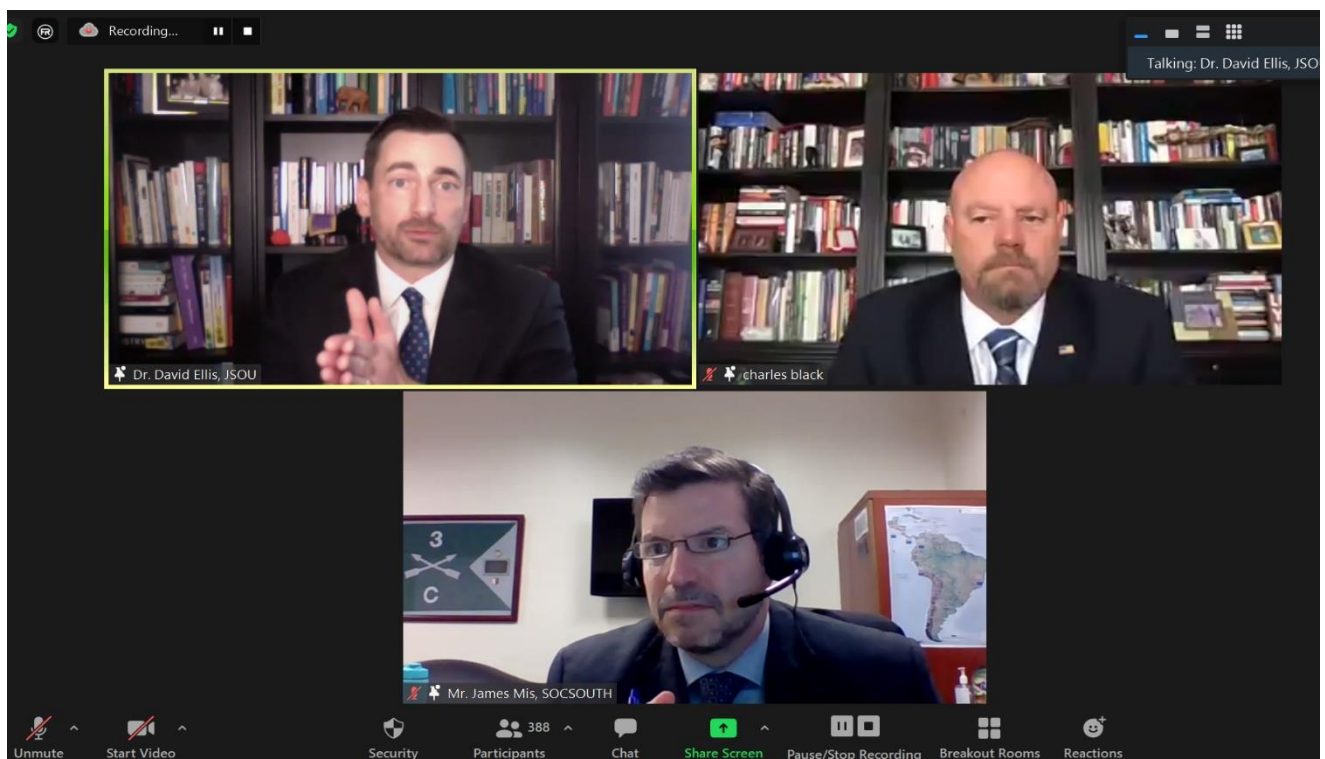 Recording...
Talking: Dr. David Ellis, JSO
Dr. David Ellis, JSOU
charles black
3
C
Mr. James Mis, SOCSOUTH
Unmute
Start Video
Security
388
Participants
Chat
Share Screen
Pause/Stop Recording
Breakout Rooms
Reactions